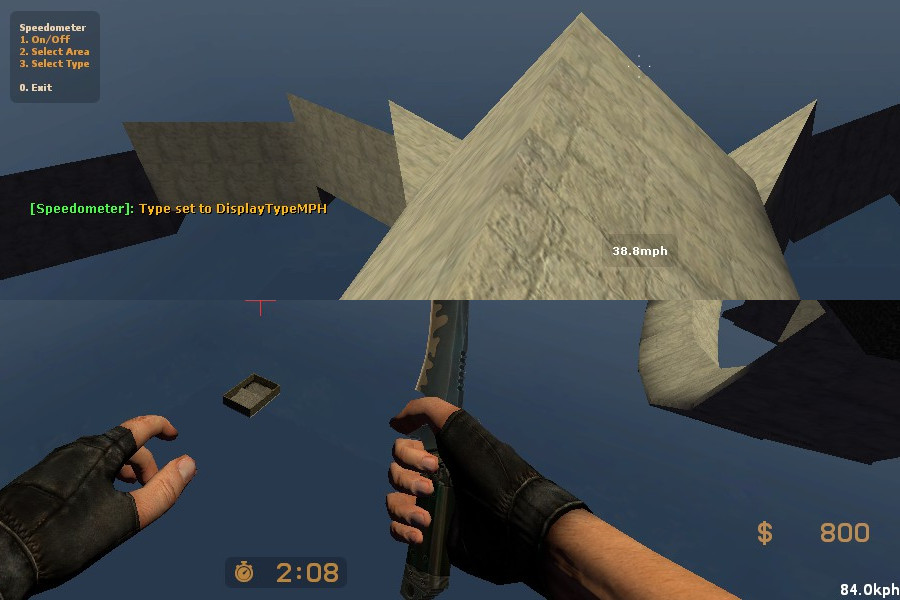 Speedometer
1. On/Off
2. Select Area
3. Select Type
0. Exit
[Speedometer]: Type set to DisplayTypeMPH
38.8mph
$ 800
2:08
84.0kph